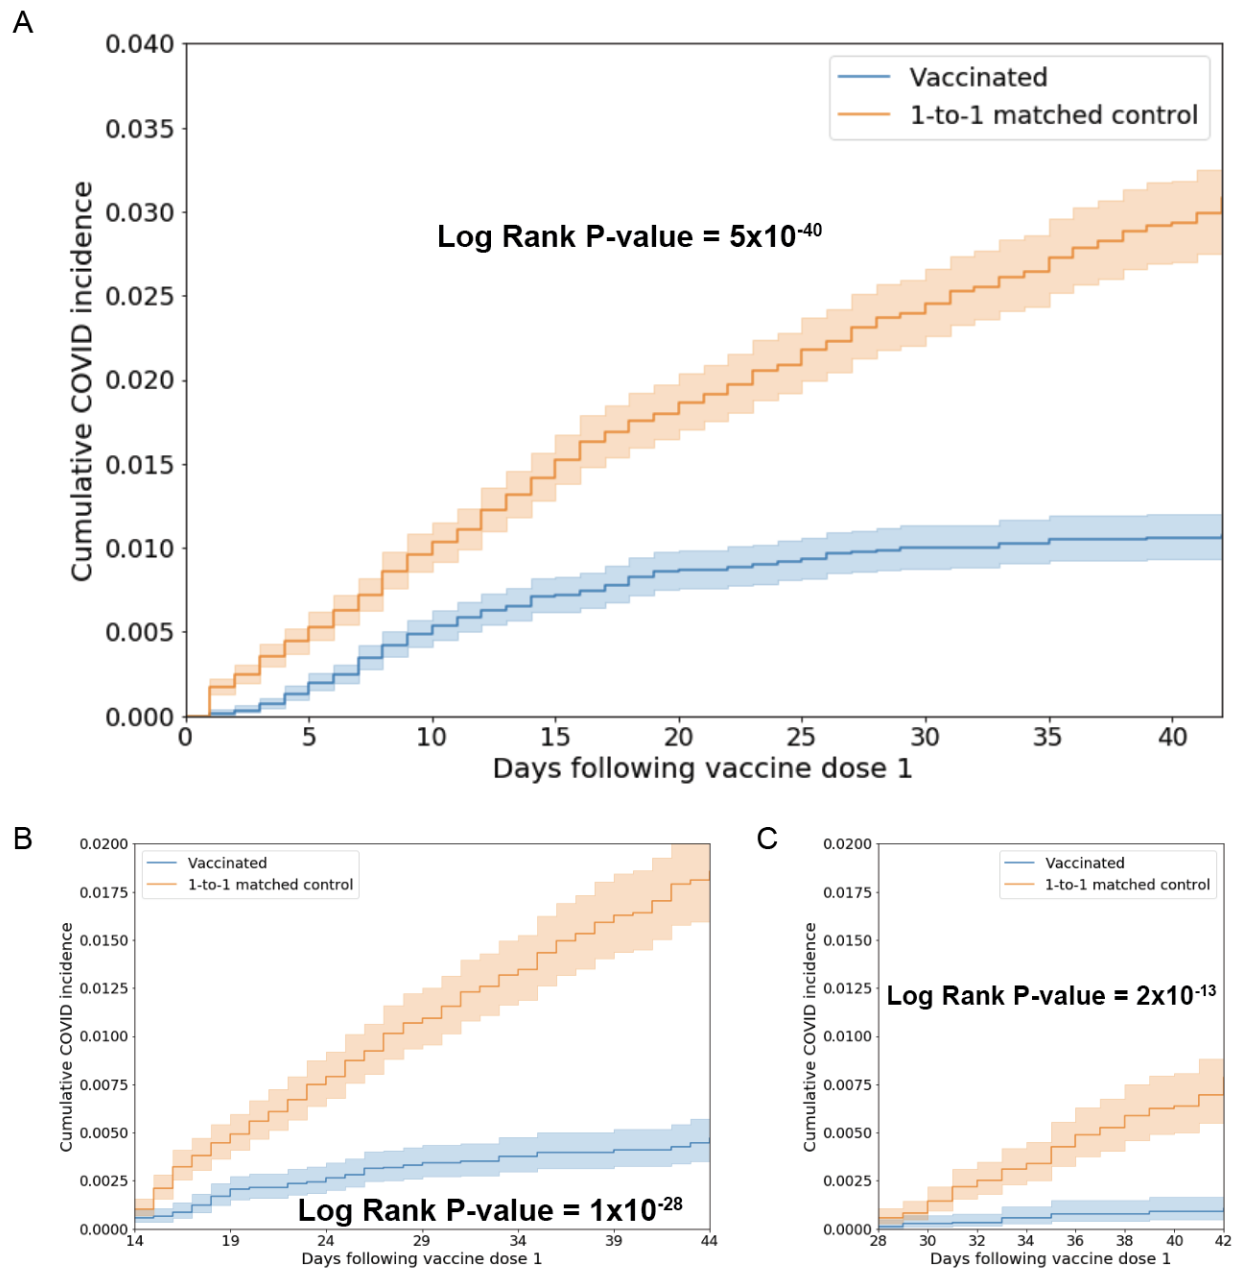 A
0.040
0.035
0.030
0.025
0.020
0.015
0.010
0.005
0.000
Cumulative COVID incidence
Vaccinated
1-to-1 matched control
Log Rank P-value = 5x10⁻⁴⁰
0 5 10 15 20 25 30 35 40
Days following vaccine dose 1
B
0.0200
0.0175
0.0150
0.0125
0.0100
0.0075
0.0050
0.0025
0.0000
Cumulative COVID incidence
Vaccinated
1-to-1 matched control
Log Rank P-value = 1x10⁻²⁸
14 19 24 29 34 39 44
Days following vaccine dose 1
C
0.0200
0.0175
0.0150
0.0125
0.0100
0.0075
0.0050
0.0025
0.0000
Cumulative COVID incidence
Vaccinated
1-to-1 matched control
Log Rank P-value = 2x10⁻¹³
28 30 32 34 36 38 40 42
Days following vaccine dose 1